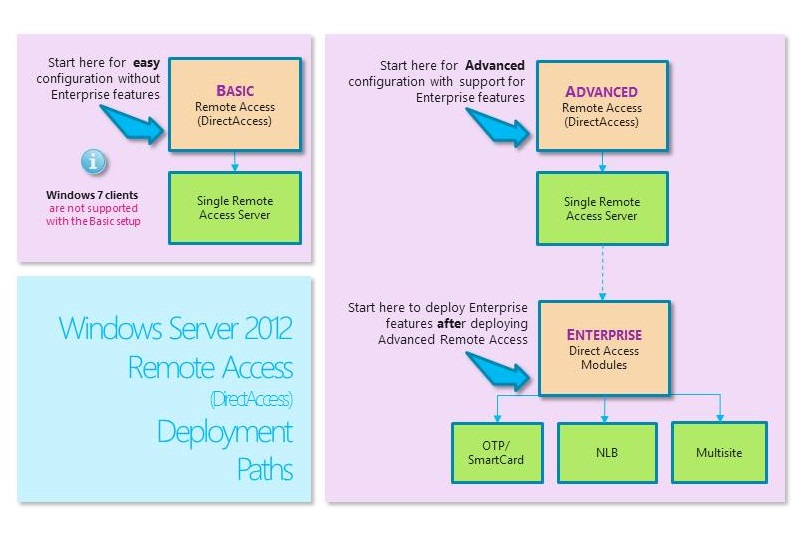 Start here for easy
configuration without
Enterprise features
BASIC
Remote Access
(DirectAccess)
Windows 7 clients
are not supported
with the Basic setup
Single Remote
Access Server
Start here for Advanced
configuration with support for
Enterprise features
ADVANCED
Remote Access
(DirectAccess)
Single Remote
Access Server
Start here to deploy Enterprise
features after deploying
Advanced Remote Access
ENTERPRISE
Direct Access
Modules
OTP/
SmartCard
NLB
Multisite
Windows Server 2012
Remote Access
(DirectAccess)
Deployment
Paths